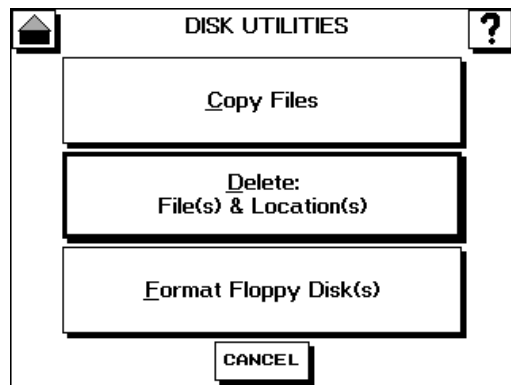 DISK UTILITIES
?
Copy Files
Delete:
File(s) & Location(s)
Format Floppy Disk(s)
CANCEL